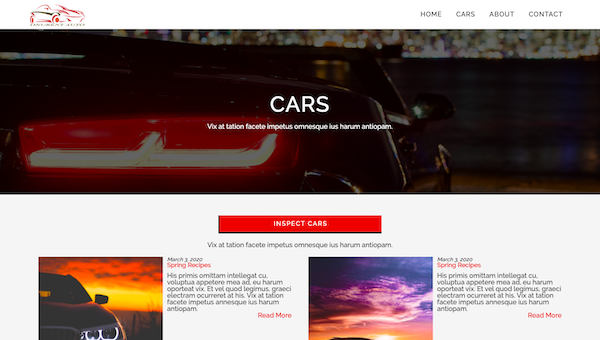 HOME CARS ABOUT CONTACT
CARS
Vix at tation facete impetus omnesque ius harum antiopam.
INSPECT CARS
Vix at tation facete impetus omnesque ius harum antiopam.
March 3, 2020
Spring Recipes
His primis omittam intellegat cu,
voluptua appetere mea ad, eu harum
oporteat vix. Et vel quod legimus, graeci
electram ocurreret at his. Vix at tation
facete impetus annesque ius harum
antiopam.
Read More
March 3, 2020
Spring Recipes
His primis omittam intellegat cu,
voluptua appetere mea ad, eu harum
oporteat vix. Et vel quod legimus, graeci
electram ocurreret at his. Vix at tation
facete impetus omnesque ius harum
antiopam.
Read More